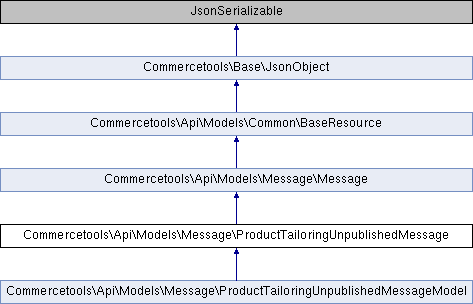 JsonSerializable
Commercetools\Base\JsonObject
Commercetools\Api\Models\Common\BaseResource
Commercetools\Api\Models\Message\Message
Commercetools\Api\Models\Message\ProductTailoringUnpublishedMessage
Commercetools\Api\Models\Message\ProductTailoringUnpublishedMessageModel